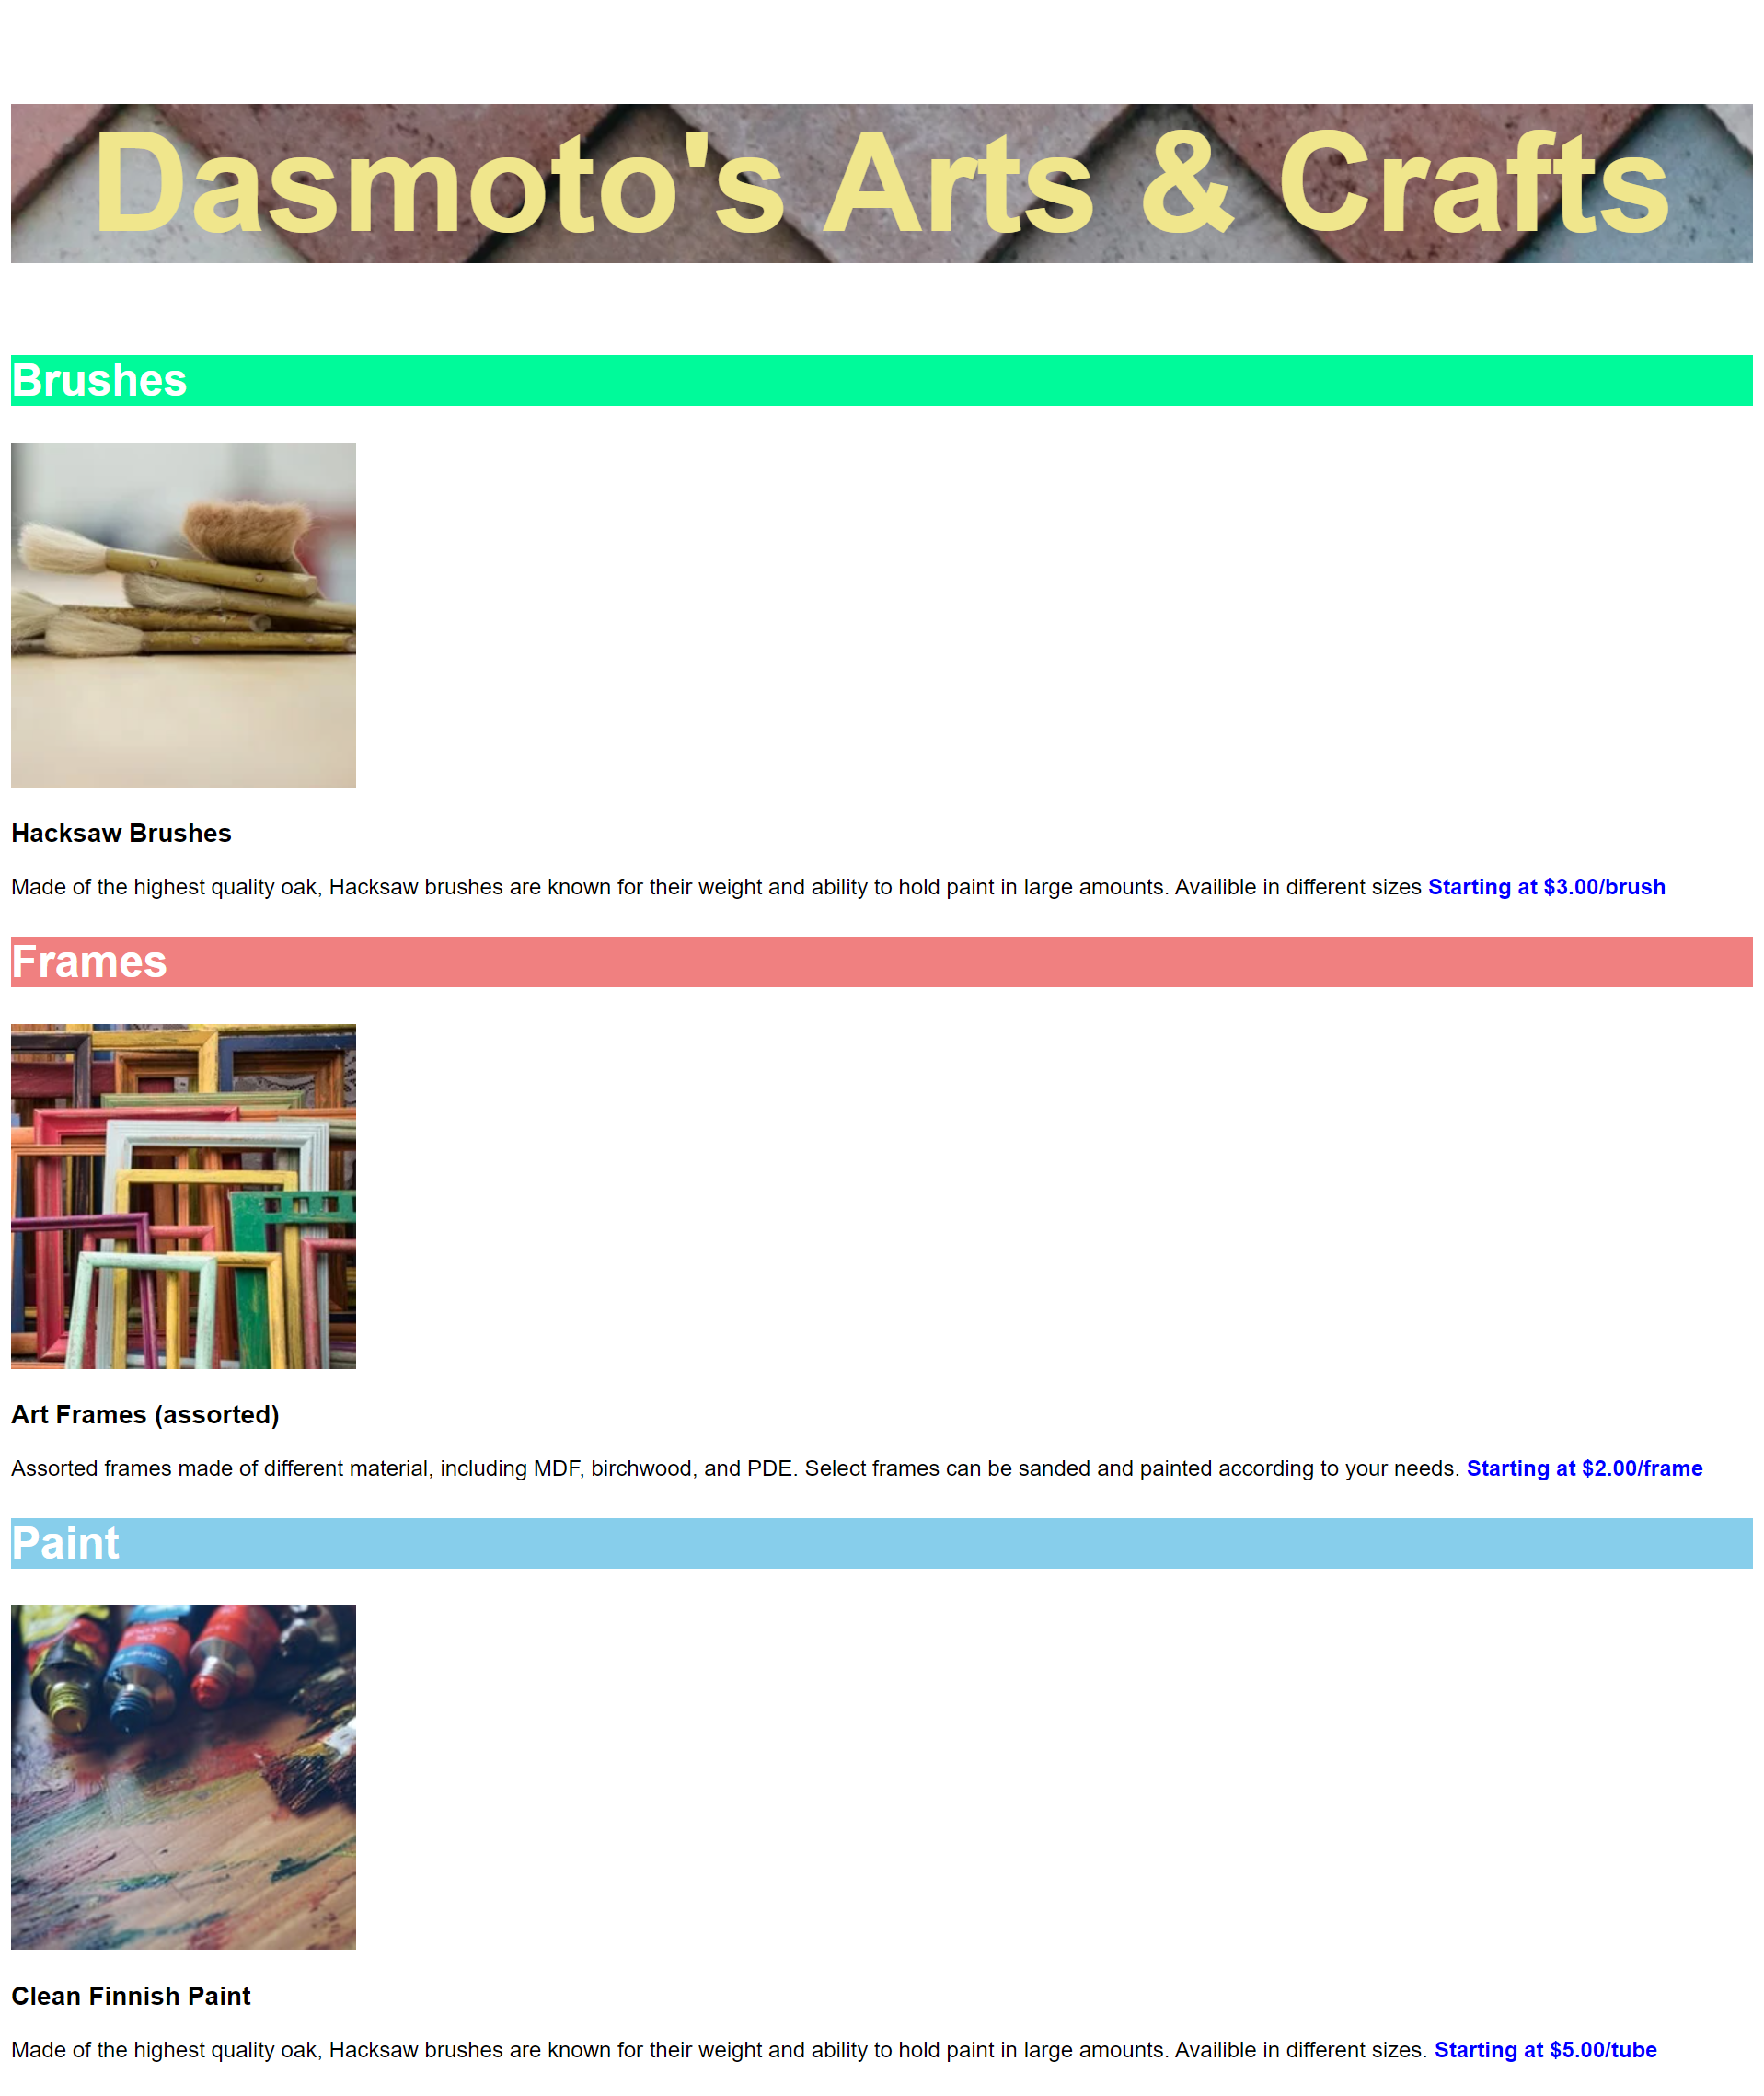 Dasmoto's Arts & Crafts
Brushes
Hacksaw Brushes
Made of the highest quality oak, Hacksaw brushes are known for their weight and ability to hold paint in large amounts. Availible in different sizes Starting at $3.00/brush
Frames
Art Frames (assorted)
Assorted frames made of different material, including MDF, birchwood, and PDE. Select frames can be sanded and painted according to your needs. Starting at $2.00/frame
Paint
Clean Finnish Paint
Made of the highest quality oak, Hacksaw brushes are known for their weight and ability to hold paint in large amounts. Availible in different sizes. Starting at $5.00/tube